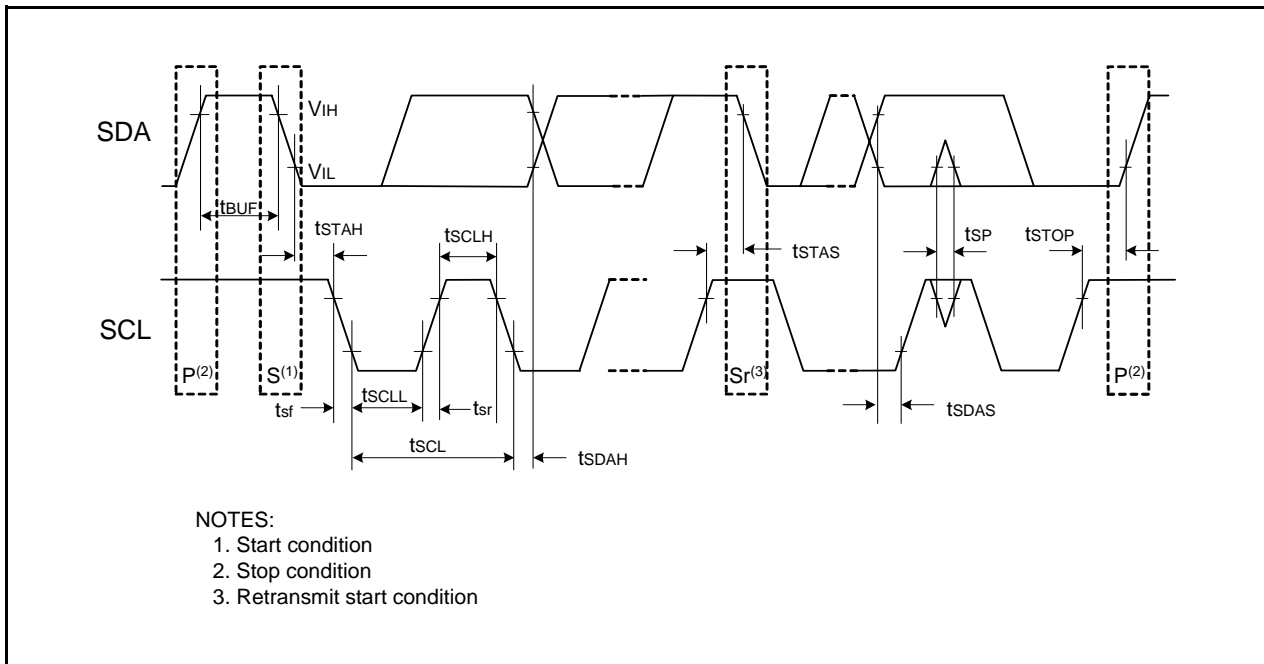 VIH
SDA
VIL
tBUF
tSTAH
tSCLH
tSTAS
tSP
tSTOP
SCL
P(2)
S(1)
Sr(3)
P(2)
tsf
tSCLL
tsr
tSDAS
tSCL
tSDAH
NOTES:
1. Start condition
2. Stop condition
3. Retransmit start condition